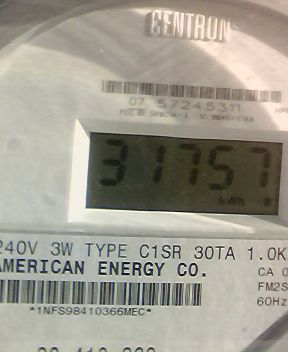 CENTRON
07 57245311
31757
kWh
240V 3W TYPE C1SR 30TA 1.0K
AMERICAN ENERGY CO.
CA 0
FM2S
60Hz
*1NFS98410366MEC*